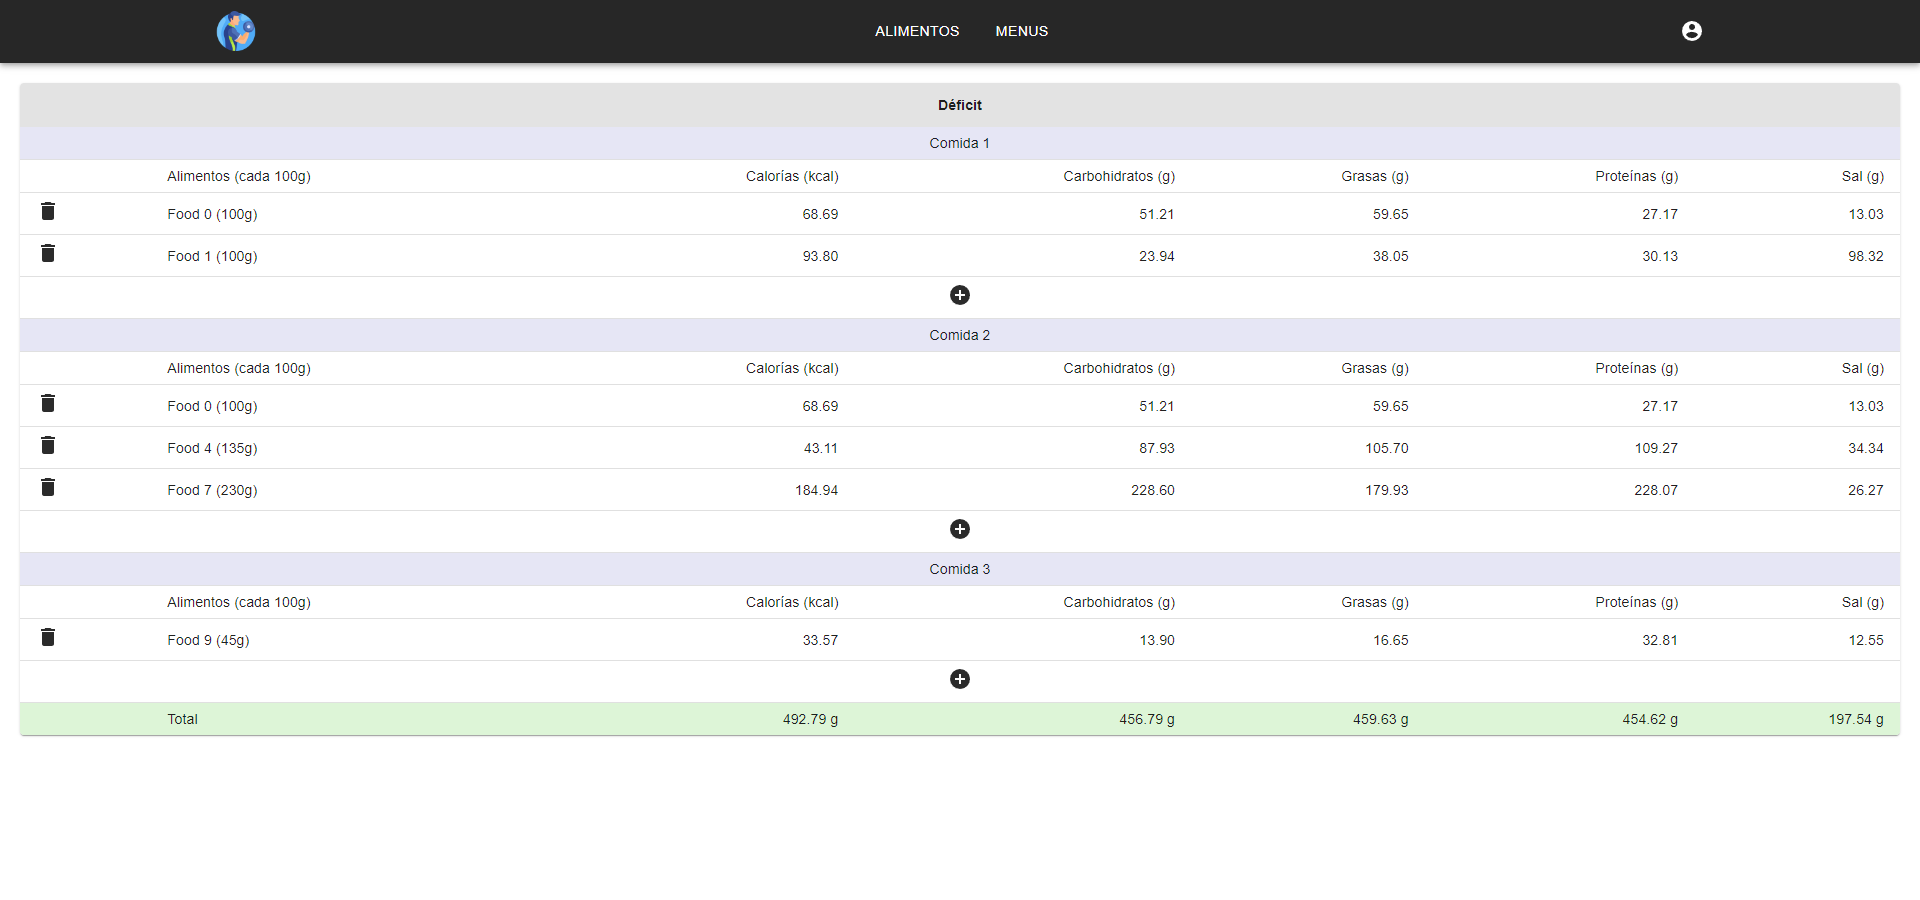 ALIMENTOS MENUS
Déficit
Comida 1
Alimentos (cada 100g) Calorías (kcal) Carbohidratos (g) Grasas (g) Proteínas (g) Sal (g)
Food 0 (100g) 68.69 51.21 59.65 27.17 13.03
Food 1 (100g) 93.80 23.94 38.05 30.13 98.32
Comida 2
Alimentos (cada 100g) Calorías (kcal) Carbohidratos (g) Grasas (g) Proteínas (g) Sal (g)
Food 0 (100g) 68.69 51.21 59.65 27.17 13.03
Food 4 (135g) 43.11 87.93 105.70 109.27 34.34
Food 7 (230g) 184.94 228.60 179.93 228.07 26.27
Comida 3
Alimentos (cada 100g) Calorías (kcal) Carbohidratos (g) Grasas (g) Proteínas (g) Sal (g)
Food 9 (45g) 33.57 13.90 16.65 32.81 12.55
Total 492.79 g 456.79 g 459.63 g 454.62 g 197.54 g